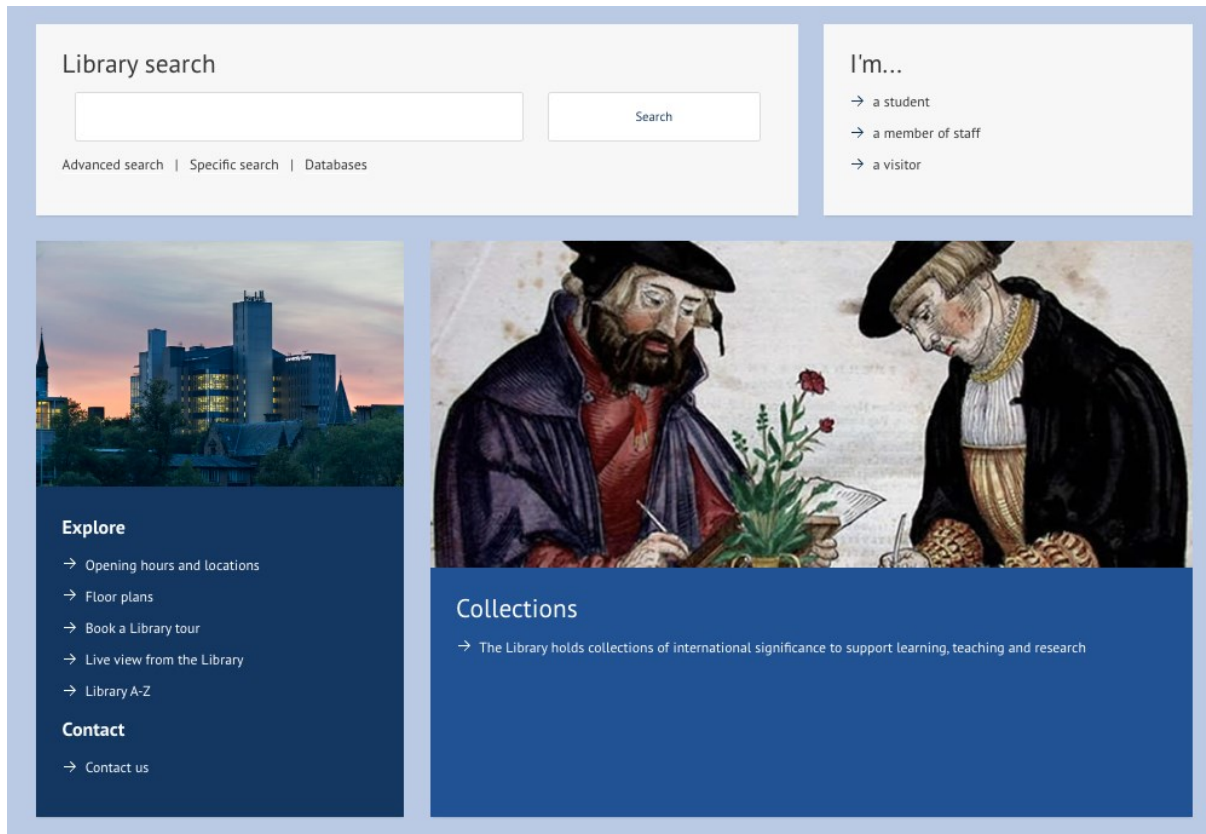 Library search
Search
Advanced search | Specific search | Databases
I'm...
→ a student
→ a member of staff
→ a visitor
Explore
→ Opening hours and locations
→ Floor plans
→ Book a Library tour
→ Live view from the Library
→ Library A-Z
Contact
→ Contact us
Collections
→ The Library holds collections of international significance to support learning, teaching and research